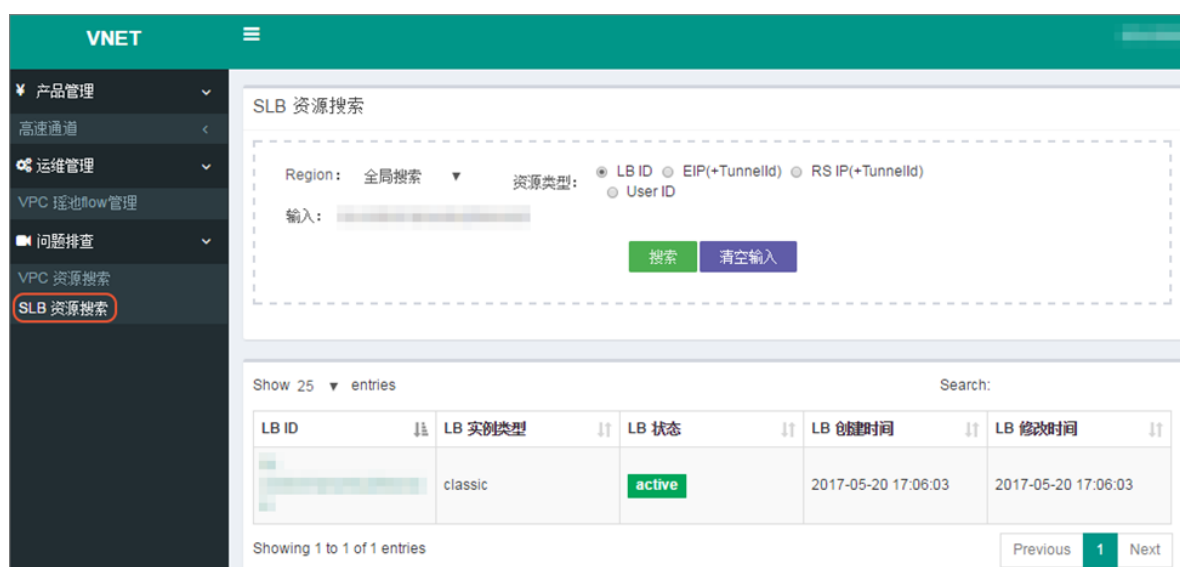 VNET
¥ 产品管理
高速通道
运维管理
VPC 瑶池flow管理
问题排查
VPC 资源搜索
SLB 资源搜索
SLB 资源搜索
Region: 全局搜索 资源类型: LB ID EIP(+TunnelId) RS IP(+TunnelId)
User ID
输入:
搜索 清空输入
Show 25 entries Search:
LB ID LB 实例类型 LB 状态 LB 创建时间 LB 修改时间
classic active 2017-05-20 17:06:03 2017-05-20 17:06:03
Showing 1 to 1 of 1 entries Previous 1 Next